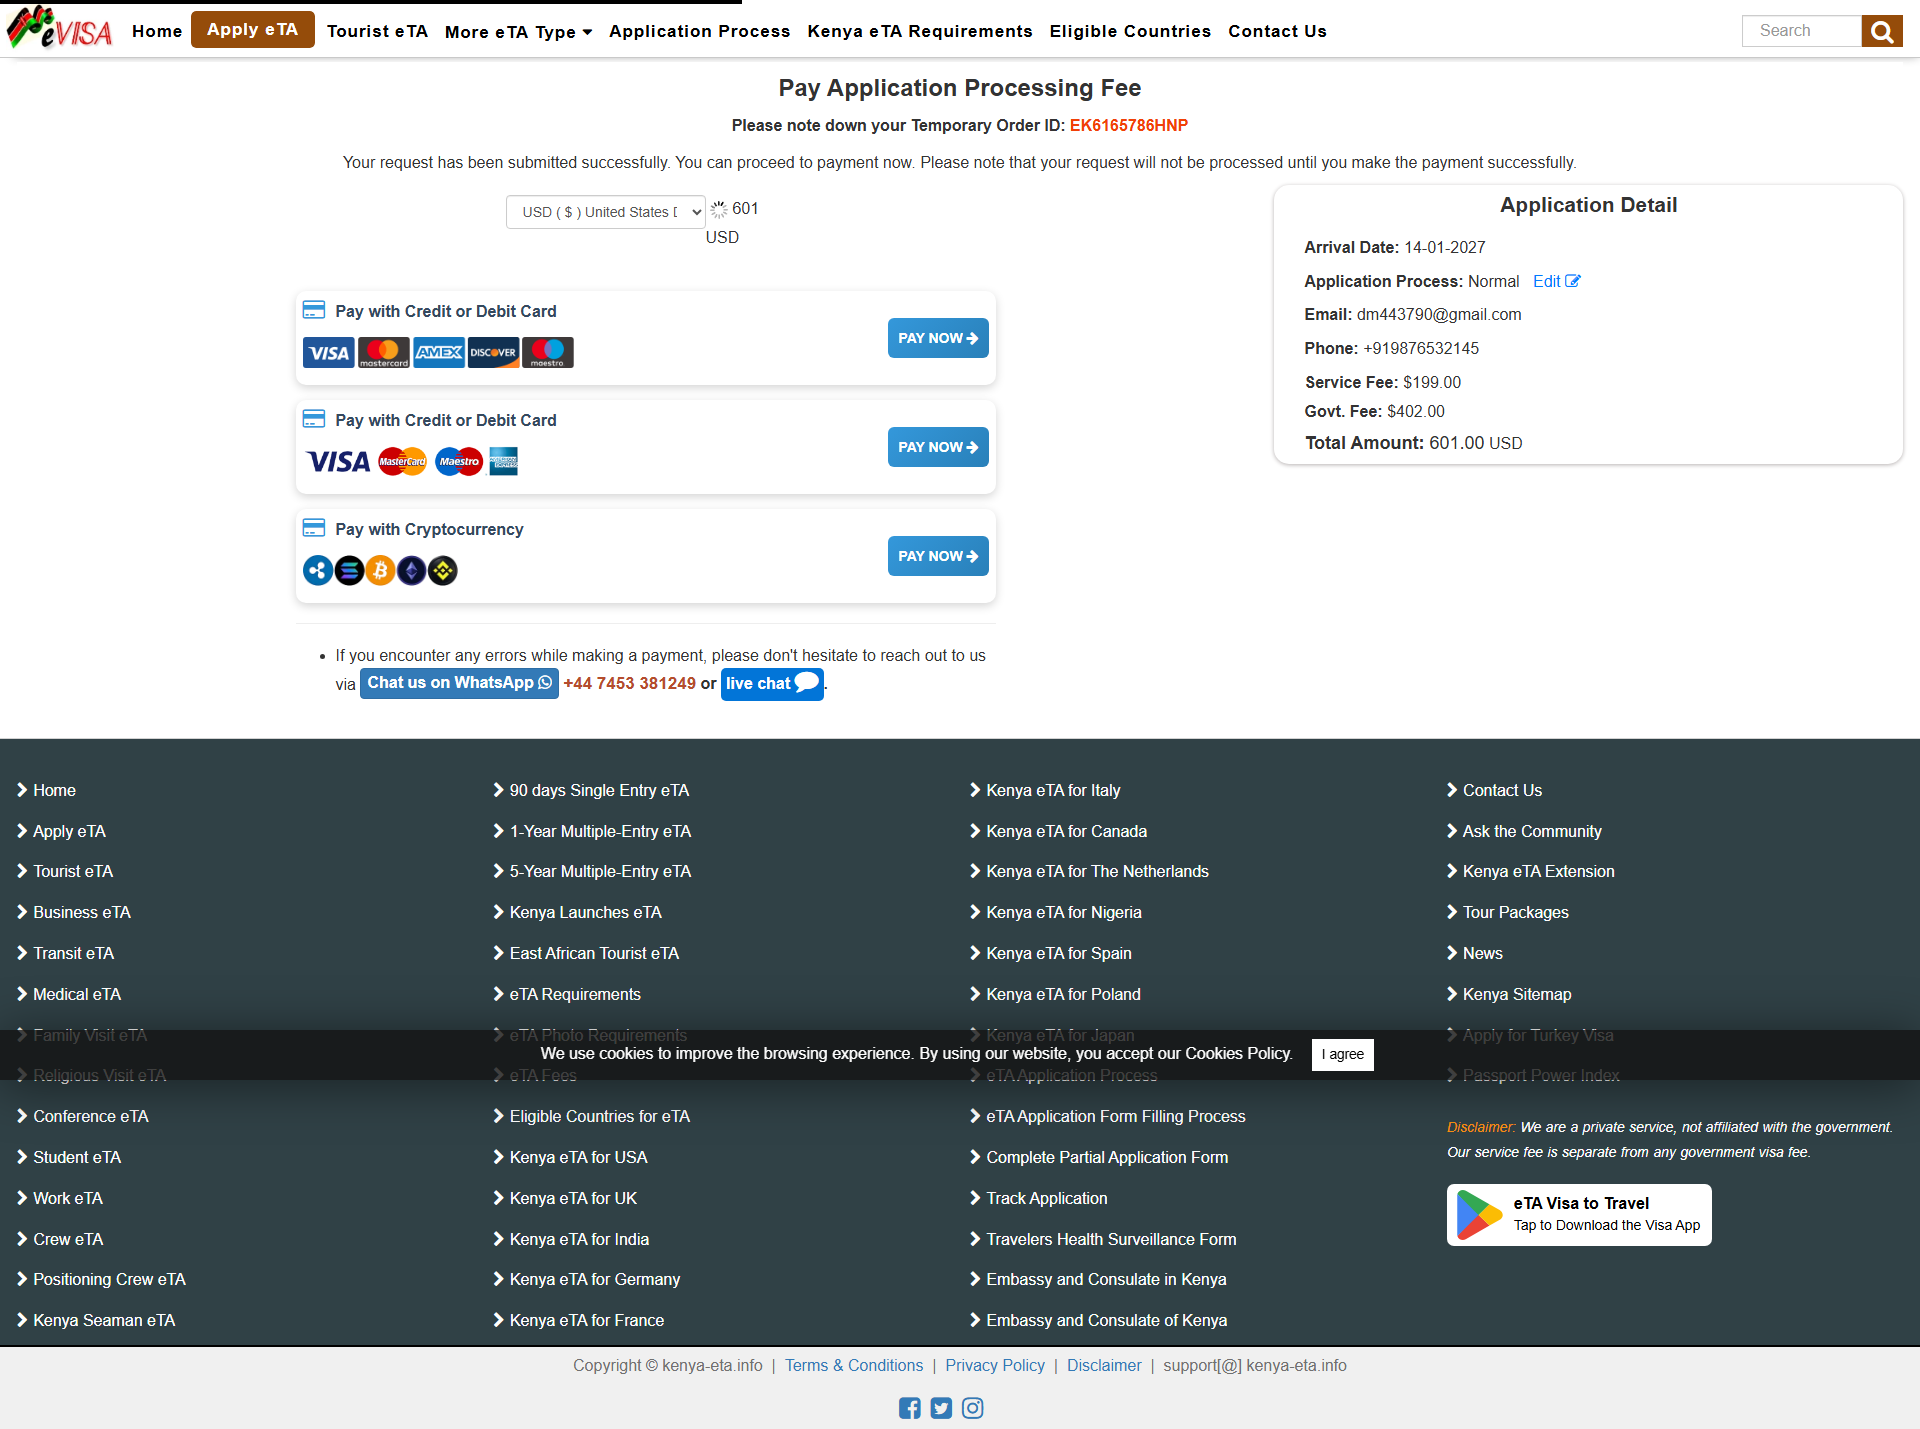 eVISA
Home
Apply eTA
Tourist eTA
More eTA Type
Application Process
Kenya eTA Requirements
Eligible Countries
Contact Us
Search
Pay Application Processing Fee
Please note down your Temporary Order ID: EK6165786HNP
Your request has been submitted successfully. You can proceed to payment now. Please note that your request will not be processed until you make the payment successfully.
USD ( $ ) United States D
601
USD
Pay with Credit or Debit Card
VISA mastercard AMEX DISCOVER maestro
PAY NOW
Pay with Credit or Debit Card
VISA MasterCard Maestro AMERICAN EXPRESS
PAY NOW
Pay with Cryptocurrency
PAY NOW
• If you encounter any errors while making a payment, please don't hesitate to reach out to us
via Chat us on WhatsApp +44 7453 381249 or live chat .
Application Detail
Arrival Date: 14-01-2027
Application Process: Normal Edit
Email: dm443790@gmail.com
Phone: +919876532145
Service Fee: $199.00
Govt. Fee: $402.00
Total Amount: 601.00 USD
Home
Apply eTA
Tourist eTA
Business eTA
Transit eTA
Medical eTA
Family Visit eTA
Religious Visit eTA
Conference eTA
Student eTA
Work eTA
Crew eTA
Positioning Crew eTA
Kenya Seaman eTA
90 days Single Entry eTA
1-Year Multiple-Entry eTA
5-Year Multiple-Entry eTA
Kenya Launches eTA
East African Tourist eTA
eTA Requirements
eTA Photo Requirements
eTA Fees
Eligible Countries for eTA
Kenya eTA for USA
Kenya eTA for UK
Kenya eTA for India
Kenya eTA for Germany
Kenya eTA for France
Kenya eTA for Italy
Kenya eTA for Canada
Kenya eTA for The Netherlands
Kenya eTA for Nigeria
Kenya eTA for Spain
Kenya eTA for Poland
Kenya eTA for Japan
eTA Application Process
eTA Application Form Filling Process
Complete Partial Application Form
Track Application
Travelers Health Surveillance Form
Embassy and Consulate in Kenya
Embassy and Consulate of Kenya
Contact Us
Ask the Community
Kenya eTA Extension
Tour Packages
News
Kenya Sitemap
Apply for Turkey Visa
Passport Power Index
Disclaimer: We are a private service, not affiliated with the government.
Our service fee is separate from any government visa fee.
eTA Visa to Travel
Tap to Download the Visa App
We use cookies to improve the browsing experience. By using our website, you accept our Cookies Policy.
I agree
Copyright © kenya-eta.info | Terms & Conditions | Privacy Policy | Disclaimer | support[@] kenya-eta.info